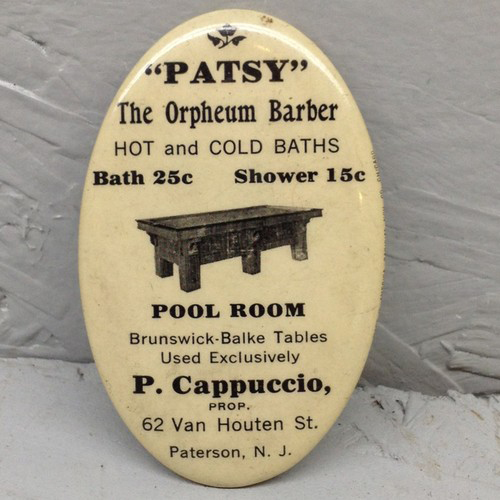 "PATSY"
The Orpheum Barber
HOT and COLD BATHS
Bath 25c Shower 15c
POOL ROOM
Brunswick-Balke Tables
Used Exclusively
P. Cappuccio,
PROP.
62 Van Houten St.
Paterson, N. J.